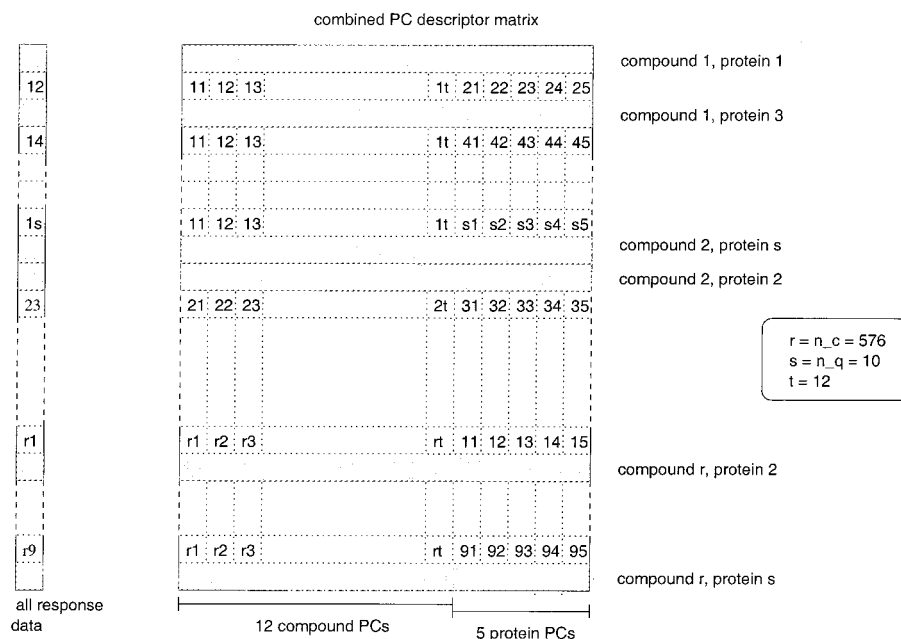 combined PC descriptor matrix
compound 1, protein 1
12 11 12 13 1t 21 22 23 24 25
compound 1, protein 3
14 11 12 13 1t 41 42 43 44 45
1s 11 12 13 1t s1 s2 s3 s4 s5
compound 2, protein s
compound 2, protein 2
23 21 22 23 2t 31 32 33 34 35
r = n_c = 576
s = n_q = 10
t = 12
r1 r1 r2 r3 rt 11 12 13 14 15
compound r, protein 2
r9 r1 r2 r3 rt 91 92 93 94 95
compound r, protein s
all response
data
12 compound PCs
5 protein PCs